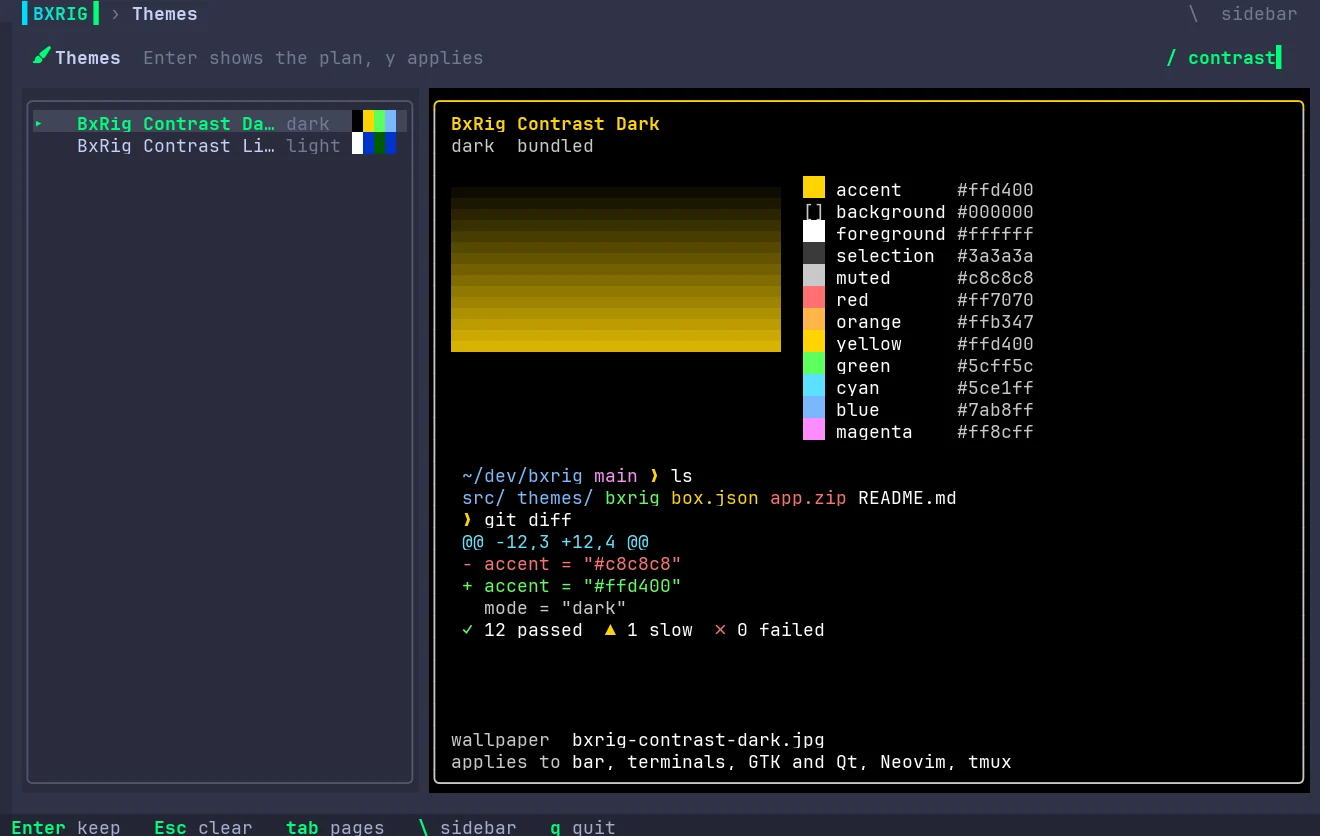 BXRIG › Themes \ sidebar
Themes Enter shows the plan, y applies / contrast
▸ BxRig Contrast Da… dark
BxRig Contrast Li… light
BxRig Contrast Dark
dark bundled
accent #ffd400
[] background #000000
foreground #ffffff
selection #3a3a3a
muted #c8c8c8
red #ff7070
orange #ffb347
yellow #ffd400
green #5cff5c
cyan #5ce1ff
blue #7ab8ff
magenta #ff8cff
~/dev/bxrig main ❯ ls
src/ themes/ bxrig box.json app.zip README.md
❯ git diff
@@ -12,3 +12,4 @@
- accent = "#c8c8c8"
+ accent = "#ffd400"
mode = "dark"
✓ 12 passed ▲ 1 slow ✕ 0 failed
wallpaper bxrig-contrast-dark.jpg
applies to bar, terminals, GTK and Qt, Neovim, tmux
Enter keep Esc clear tab pages \ sidebar q quit